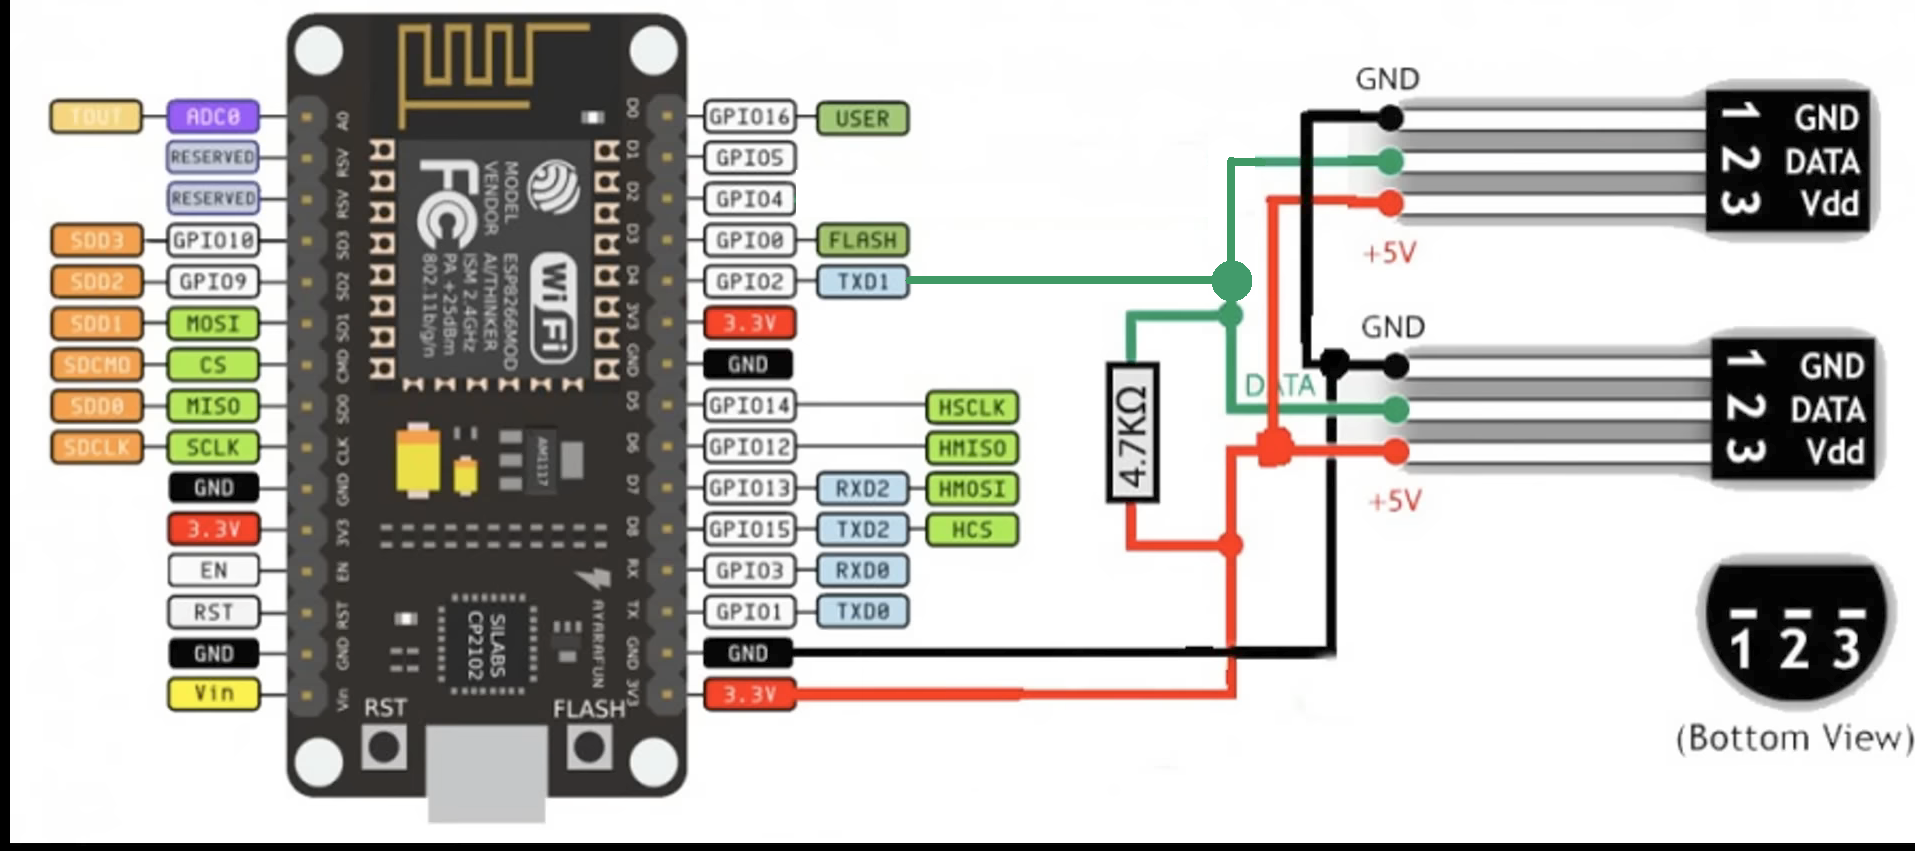 TOUT
ADC0
RESERVED
RESERVED
SDD3
GPIO10
SDD2
GPIO9
SDD1
MOSI
SDCMD
CS
SDD0
MISO
SDCLK
SCLK
GND
3.3V
EN
RST
GND
Vin
A0
RSV
RSV
SD3
SD2
SD1
CMD
SD0
CLK
GND
3V3
EN
RST
GND
Vin
FC
MODEL
VENDOR
ESP8266MOD
AI/THINKER
ISM 2.4GHz
PA +25dBm
802.11b/g/n
Wi Fi
AM1117
SILABS
CP2102
AYARAFUN
RST
FLASH
D0
D1
D2
D3
D4
3V3
GND
D5
D6
D7
D8
RX
TX
GND
3V3
GPIO16
USER
GPIO5
GPIO4
GPIO0
FLASH
GPIO2
TXD1
3.3V
GND
GPIO14
HSCLK
GPIO12
HMISO
GPIO13
RXD2
HMOSI
GPIO15
TXD2
HCS
GPIO3
RXD0
GPIO1
TXD0
GND
3.3V
4.7KΩ
GND
+5V
1 GND
2 DATA
3 Vdd
GND
DATA
+5V
1 GND
2 DATA
3 Vdd
1 2 3
(Bottom View)